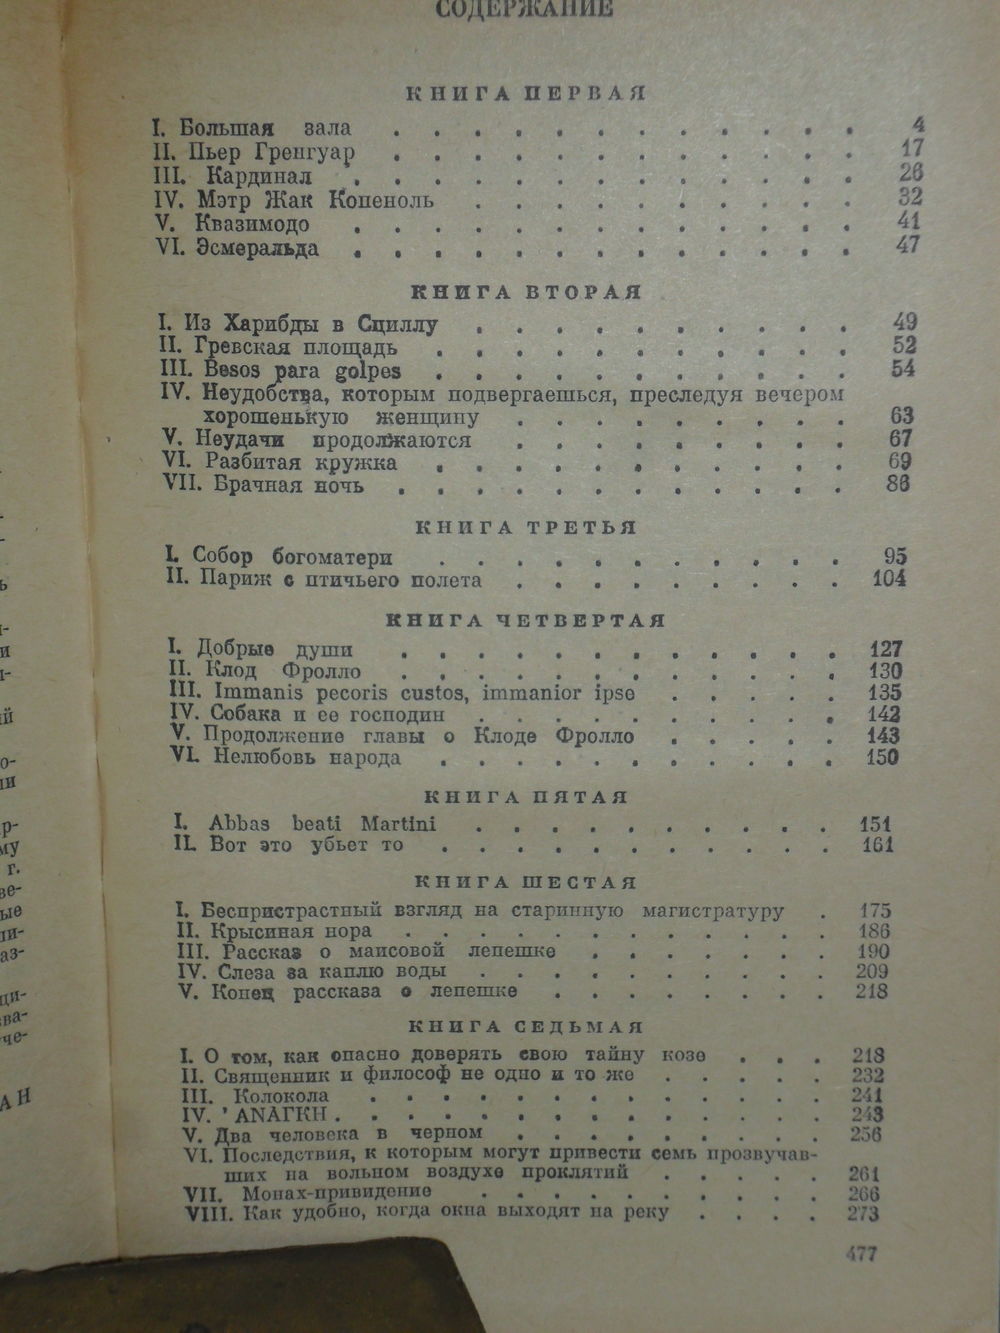 СОДЕРЖАНИЕ
КНИГА ПЕРВАЯ
I. Большая зала . . . . . . . . . . . . . . . . . . 4
II. Пьер Гренгуар . . . . . . . . . . . . . . . . . . 17
III. Кардинал . . . . . . . . . . . . . . . . . . . . 26
IV. Мэтр Жак Копеноль . . . . . . . . . . . . . . . 32
V. Квазимодо . . . . . . . . . . . . . . . . . . . . 41
VI. Эсмеральда . . . . . . . . . . . . . . . . . . . 47
КНИГА ВТОРАЯ
I. Из Харибды в Сциллу . . . . . . . . . . . . . . . 49
II. Гревская площадь . . . . . . . . . . . . . . . . 52
III. Besos para golpes . . . . . . . . . . . . . . . . 54
IV. Неудобства, которым подвергаешься, преследуя вечером
хорошенькую женщину . . . . . . . . . . . . . 63
V. Неудачи продолжаются . . . . . . . . . . . . . 67
VI. Разбитая кружка . . . . . . . . . . . . . . . . 69
VII. Брачная ночь . . . . . . . . . . . . . . . . . . 86
КНИГА ТРЕТЬЯ
I. Собор богоматери . . . . . . . . . . . . . . . . 95
II. Париж с птичьего полета . . . . . . . . . . . . . 104
КНИГА ЧЕТВЕРТАЯ
I. Добрые души . . . . . . . . . . . . . . . . . . 127
II. Клод Фролло . . . . . . . . . . . . . . . . . . 130
III. Immanis pecoris custos, immanior ipse . . . . . 135
IV. Собака и ее господин . . . . . . . . . . . . . . 142
V. Продолжение главы о Клоде Фролло . . . . . . 143
VI. Нелюбовь народа . . . . . . . . . . . . . . . . 150
КНИГА ПЯТАЯ
I. Abbas beati Martini . . . . . . . . . . . . . . 151
II. Вот это убьет то . . . . . . . . . . . . . . . . 161
КНИГА ШЕСТАЯ
I. Беспристрастный взгляд на старинную магистратуру . 175
II. Крысиная нора . . . . . . . . . . . . . . . . . 186
III. Рассказ о маисовой лепешке . . . . . . . . . . 190
IV. Слеза за каплю воды . . . . . . . . . . . . . . 209
V. Конец рассказа о лепешке . . . . . . . . . . . 218
КНИГА СЕДЬМАЯ
I. О том, как опасно доверять свою тайну козе . . . 218
II. Священник и философ не одно и то же . . . . . 232
III. Колокола . . . . . . . . . . . . . . . . . . . . 241
IV. 'ΑΝΑΓΚΗ . . . . . . . . . . . . . . . . . . . . 243
V. Два человека в черном . . . . . . . . . . . . . 256
VI. Последствия, к которым могут привести семь прозвучав-
ших на вольном воздухе проклятий . . . . . 261
VII. Монах-привидение . . . . . . . . . . . . . . . 266
VIII. Как удобно, когда окна выходят на реку . . . . 273
477